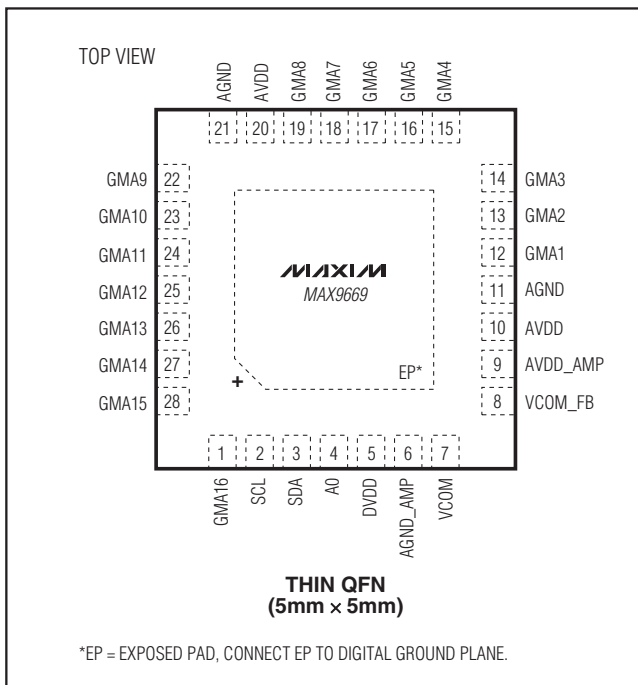 TOP VIEW
AGND AVDD GMA8 GMA7 GMA6 GMA5 GMA4
21 20 19 18 17 16 15
GMA9 22
GMA10 23
GMA11 24
GMA12 25
GMA13 26
GMA14 27
GMA15 28
14 GMA3
13 GMA2
12 GMA1
11 AGND
10 AVDD
9 AVDD_AMP
8 VCOM_FB
MAXIM
MAX9669
EP*
+
1 2 3 4 5 6 7
GMA16 SCL SDA A0 DVDD AGND_AMP VCOM
THIN QFN
(5mm × 5mm)
*EP = EXPOSED PAD, CONNECT EP TO DIGITAL GROUND PLANE.